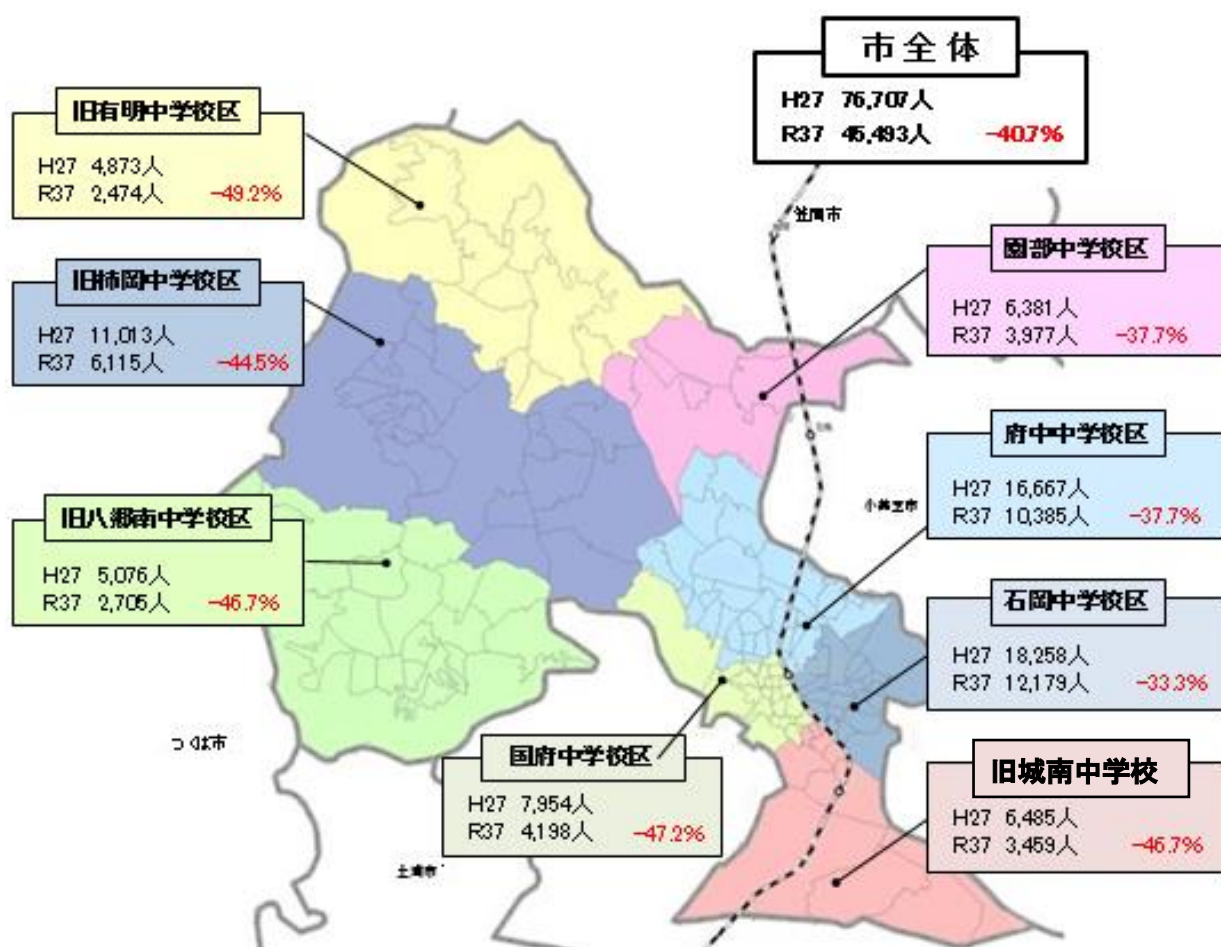 市全体
H27 76,707人
R37 45,493人 -40.7%
旧有明中学校区
H27 4,873人
R37 2,474人 -49.2%
笠間市
園部中学校区
H27 6,381人
R37 3,977人 -37.7%
旧柿岡中学校区
H27 11,013人
R37 6,115人 -44.5%
府中中学校区
H27 16,667人
R37 10,385人 -37.7%
小美玉市
旧八郷南中学校区
H27 5,076人
R37 2,705人 -46.7%
石岡中学校区
H27 18,258人
R37 12,179人 -33.3%
つくば市
国府中学校区
H27 7,954人
R37 4,198人 -47.2%
旧城南中学校
H27 6,485人
R37 3,459人 -46.7%
土浦市